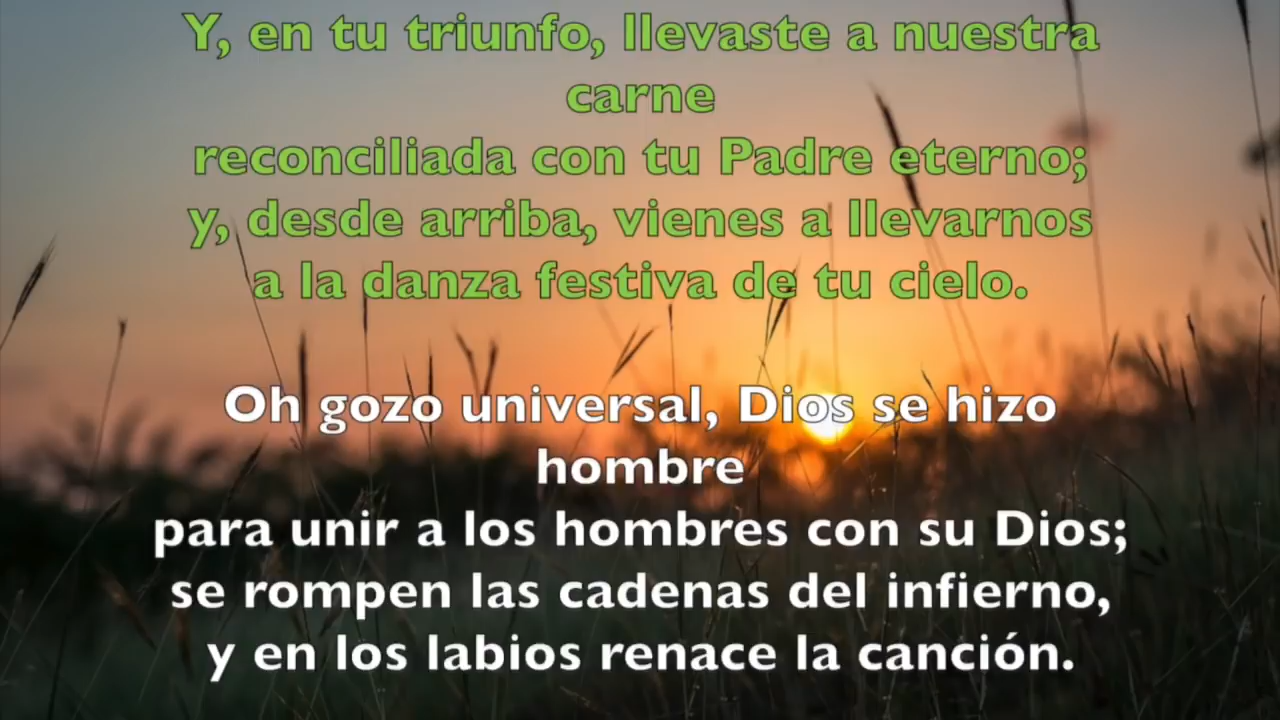 Y, en tu triunfo, llevaste a nuestra
carne
reconciliada con tu Padre eterno;
y, desde arriba, vienes a llevarnos
a la danza festiva de tu cielo.
Oh gozo universal, Dios se hizo
hombre
para unir a los hombres con su Dios;
se rompen las cadenas del infierno,
y en los labios renace la canción.